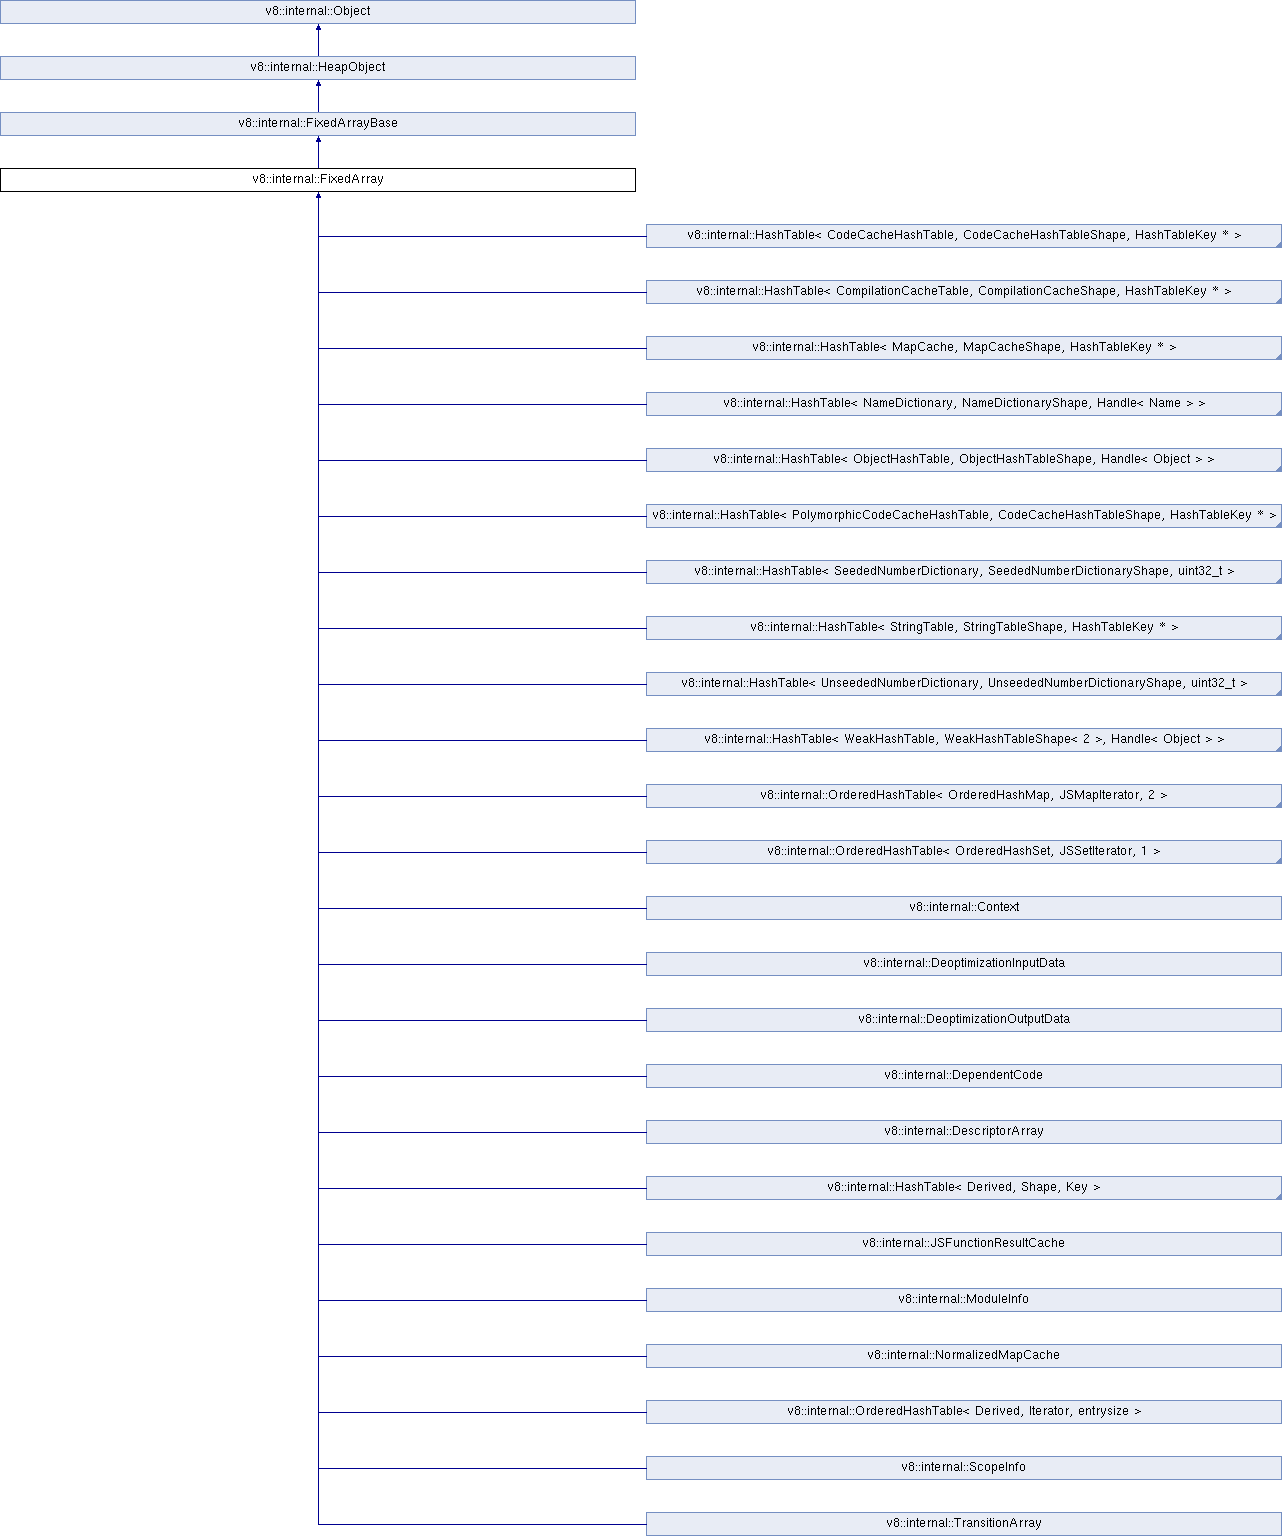 v8::internal::Object
v8::internal::HeapObject
v8::internal::FixedArrayBase
v8::internal::FixedArray
v8::internal::HashTable< CodeCacheHashTable, CodeCacheHashTableShape, HashTableKey * >
v8::internal::HashTable< CompilationCacheTable, CompilationCacheShape, HashTableKey * >
v8::internal::HashTable< MapCache, MapCacheShape, HashTableKey * >
v8::internal::HashTable< NameDictionary, NameDictionaryShape, Handle< Name > >
v8::internal::HashTable< ObjectHashTable, ObjectHashTableShape, Handle< Object > >
v8::internal::HashTable< PolymorphicCodeCacheHashTable, CodeCacheHashTableShape, HashTableKey * >
v8::internal::HashTable< SeededNumberDictionary, SeededNumberDictionaryShape, uint32_t >
v8::internal::HashTable< StringTable, StringTableShape, HashTableKey * >
v8::internal::HashTable< UnseededNumberDictionary, UnseededNumberDictionaryShape, uint32_t >
v8::internal::HashTable< WeakHashTable, WeakHashTableShape< 2 >, Handle< Object > >
v8::internal::OrderedHashTable< OrderedHashMap, JSMapIterator, 2 >
v8::internal::OrderedHashTable< OrderedHashSet, JSSetIterator, 1 >
v8::internal::Context
v8::internal::DeoptimizationInputData
v8::internal::DeoptimizationOutputData
v8::internal::DependentCode
v8::internal::DescriptorArray
v8::internal::HashTable< Derived, Shape, Key >
v8::internal::JSFunctionResultCache
v8::internal::ModuleInfo
v8::internal::NormalizedMapCache
v8::internal::OrderedHashTable< Derived, Iterator, entrysize >
v8::internal::ScopeInfo
v8::internal::TransitionArray